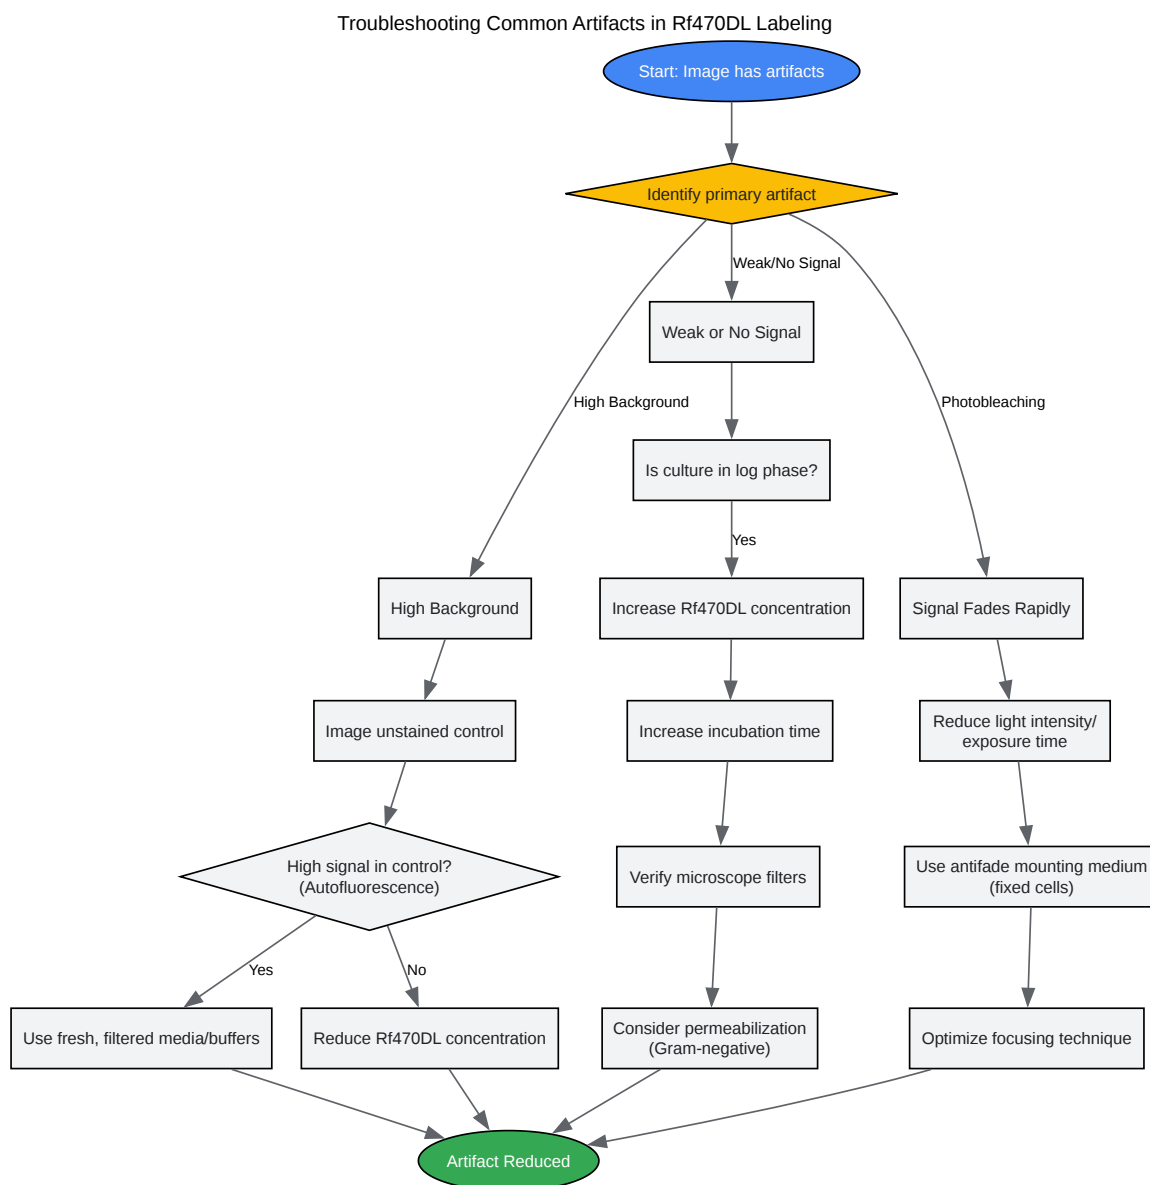 Troubleshooting Common Artifacts in Rf470DL Labeling
Start: Image has artifacts
Identify primary artifact
Weak/No Signal
Weak or No Signal
High Background
Photobleaching
Is culture in log phase?
Yes
High Background
Increase Rf470DL concentration
Signal Fades Rapidly
Image unstained control
Increase incubation time
Reduce light intensity/
exposure time
High signal in control?
(Autofluorescence)
Verify microscope filters
Use antifade mounting medium
(fixed cells)
Yes
No
Use fresh, filtered media/buffers
Reduce Rf470DL concentration
Consider permeabilization
(Gram-negative)
Optimize focusing technique
Artifact Reduced